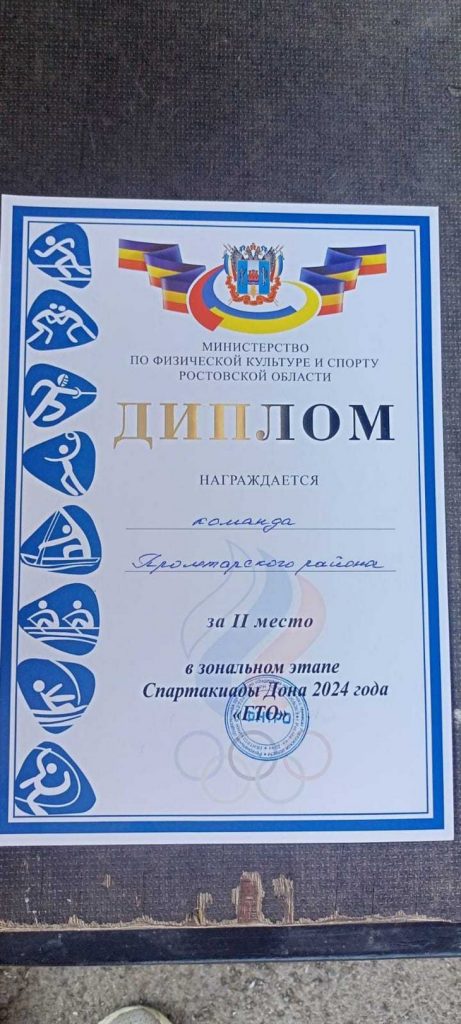 МИНИСТЕРСТВО
ПО ФИЗИЧЕСКОЙ КУЛЬТУРЕ И СПОРТУ
РОСТОВСКОЙ ОБЛАСТИ
ДИПЛОМ
НАГРАЖДАЕТСЯ
команда
Пролетарского района
за II место
в зональном этапе
Спартакиады Дона 2024 года
«ГТО»